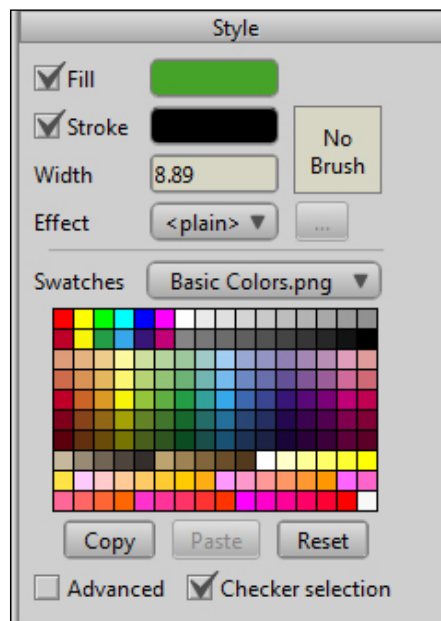 Style
Fill
Stroke
No
Brush
Width
8.89
Effect
<plain>
...
Swatches
Basic Colors.png
Copy
Paste
Reset
Advanced
Checker selection